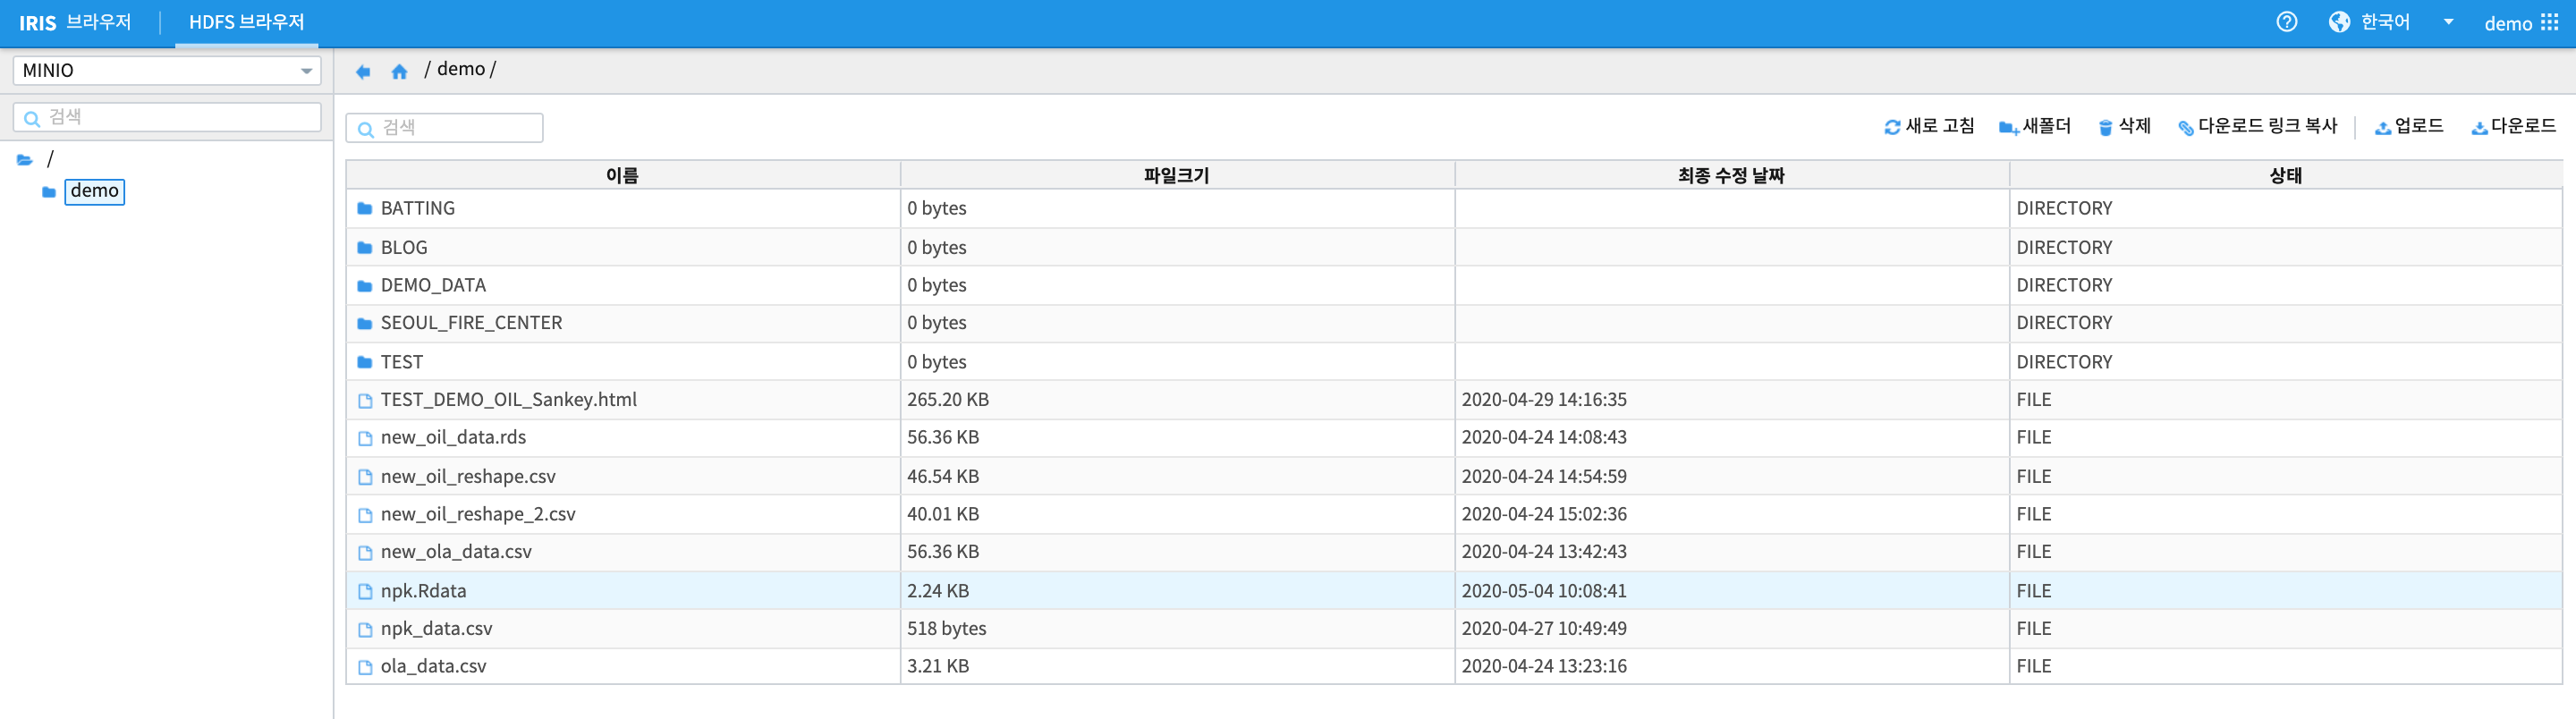 IRIS 브라우저 HDFS 브라우저 한국어 demo
MINIO / demo /
검색
검색 새로 고침 새폴더 삭제 다운로드 링크 복사 업로드 다운로드
/
demo
이름 파일크기 최종 수정 날짜 상태
BATTING 0 bytes DIRECTORY
BLOG 0 bytes DIRECTORY
DEMO_DATA 0 bytes DIRECTORY
SEOUL_FIRE_CENTER 0 bytes DIRECTORY
TEST 0 bytes DIRECTORY
TEST_DEMO_OIL_Sankey.html 265.20 KB 2020-04-29 14:16:35 FILE
new_oil_data.rds 56.36 KB 2020-04-24 14:08:43 FILE
new_oil_reshape.csv 46.54 KB 2020-04-24 14:54:59 FILE
new_oil_reshape_2.csv 40.01 KB 2020-04-24 15:02:36 FILE
new_ola_data.csv 56.36 KB 2020-04-24 13:42:43 FILE
npk.Rdata 2.24 KB 2020-05-04 10:08:41 FILE
npk_data.csv 518 bytes 2020-04-27 10:49:49 FILE
ola_data.csv 3.21 KB 2020-04-24 13:23:16 FILE